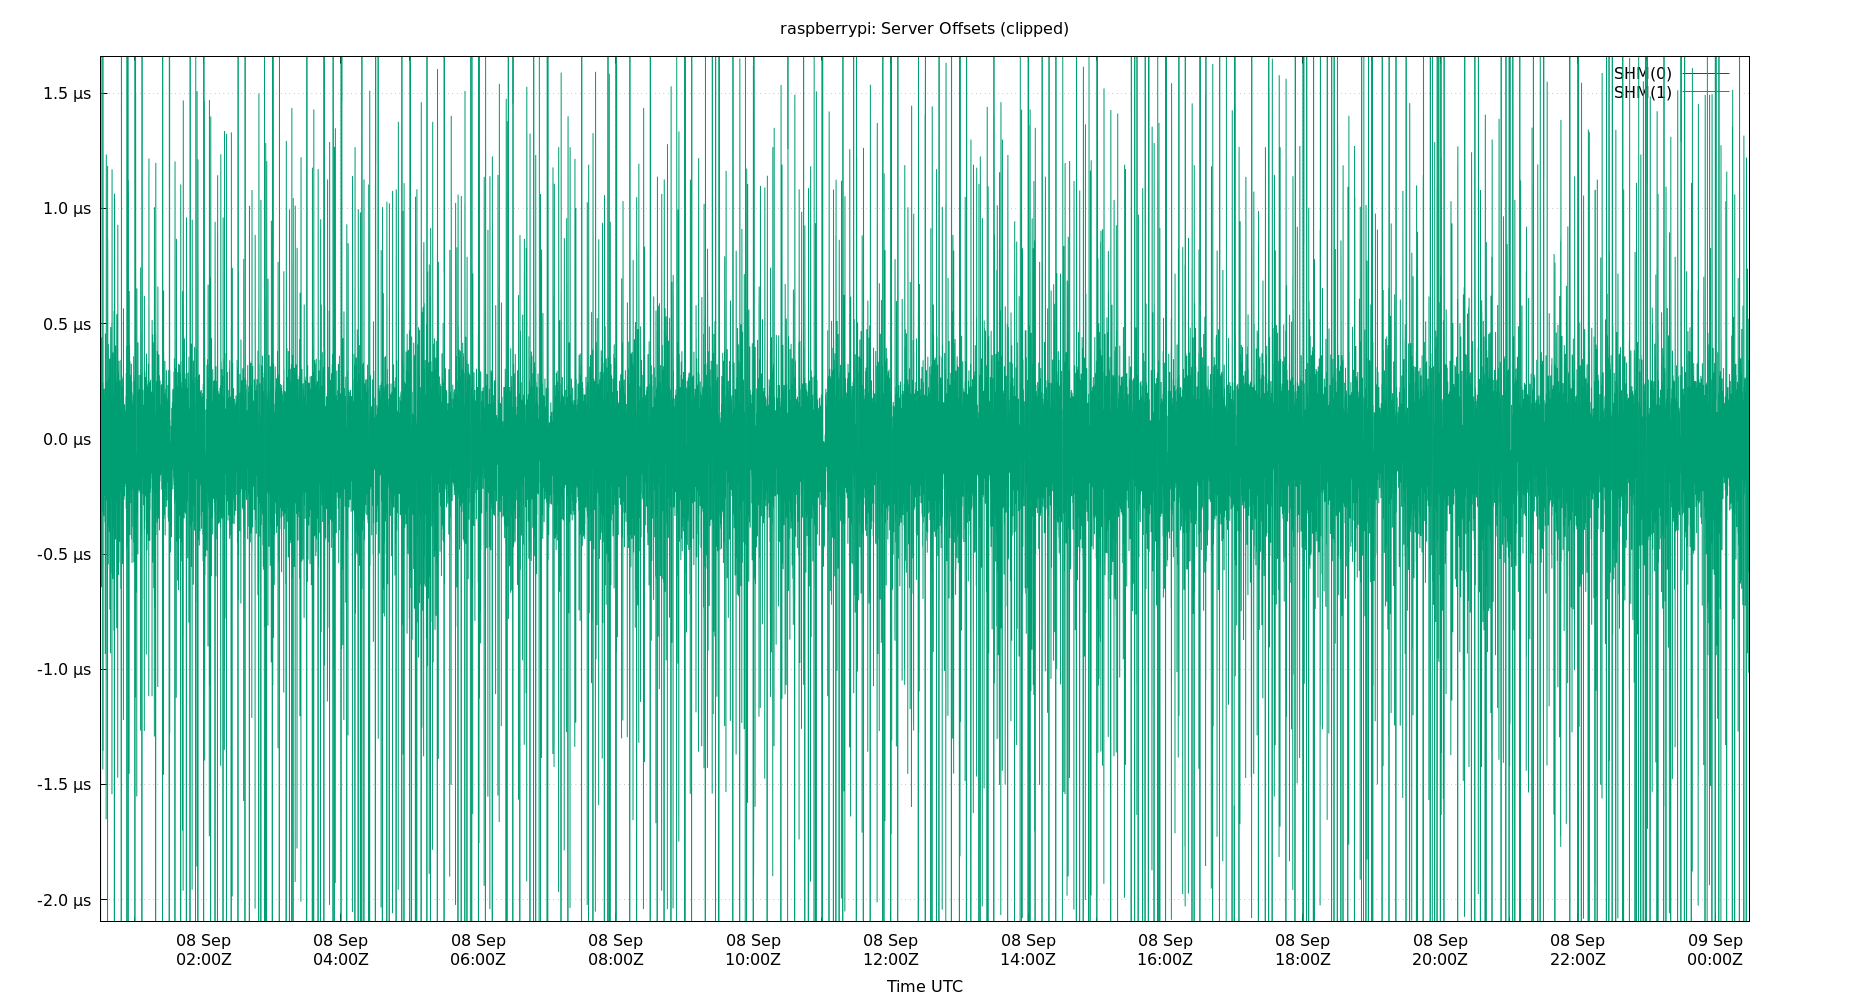 raspberrypi: Server Offsets (clipped)
SHM(0)
SHM(1)
1.5 µs
1.0 µs
0.5 µs
0.0 µs
-0.5 µs
-1.0 µs
-1.5 µs
-2.0 µs
08 Sep 08 Sep 08 Sep 08 Sep 08 Sep 08 Sep 08 Sep 08 Sep 08 Sep 08 Sep 08 Sep 09 Sep
02:00Z 04:00Z 06:00Z 08:00Z 10:00Z 12:00Z 14:00Z 16:00Z 18:00Z 20:00Z 22:00Z 00:00Z
Time UTC